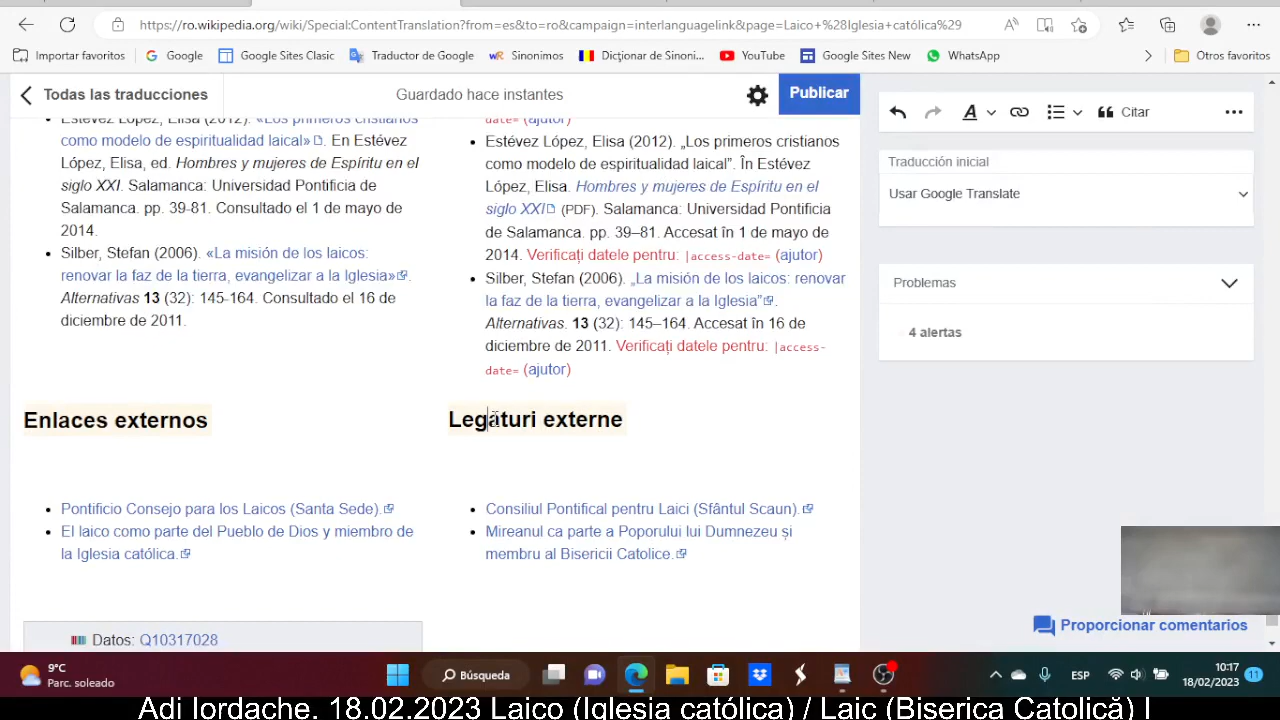 https://ro.wikipedia.org/wiki/Special:ContentTranslation?from=es&to=ro&campaign=interlanguagelink&page=Laico+%28Iglesia+católica%29
Importar favoritos
Google
Google Sites Clasic
Traductor de Google
Sinonimos
Dicționar de Sinoni...
YouTube
Google Sites New
WhatsApp
Otros favoritos
Todas las traducciones
Guardado hace instantes
Publicar
Citar
Estévez López, Elisa (2012). «Los primeros cristianos
como modelo de espiritualidad laical». En Estévez
López, Elisa, ed. Hombres y mujeres de Espíritu en el
siglo XXI. Salamanca: Universidad Pontificia de
Salamanca. pp. 39-81. Consultado el 1 de mayo de
2014.
Silber, Stefan (2006). «La misión de los laicos:
renovar la faz de la tierra, evangelizar a la Iglesia».
Alternativas 13 (32): 145-164. Consultado el 16 de
diciembre de 2011.
date= (ajutor)
Estévez López, Elisa (2012). „Los primeros cristianos
como modelo de espiritualidad laical”. În Estévez
López, Elisa. Hombres y mujeres de Espíritu en el
siglo XXI (PDF). Salamanca: Universidad Pontificia
de Salamanca. pp. 39–81. Accesat în 1 de mayo de
2014. Verificați datele pentru: |access-date= (ajutor)
Silber, Stefan (2006). „La misión de los laicos: renovar
la faz de la tierra, evangelizar a la Iglesia”.
Alternativas. 13 (32): 145–164. Accesat în 16 de
diciembre de 2011. Verificați datele pentru: |access-
date= (ajutor)
Enlaces externos
Legături externe
Pontificio Consejo para los Laicos (Santa Sede).
El laico como parte del Pueblo de Dios y miembro de
la Iglesia católica.
Consiliul Pontifical pentru Laici (Sfântul Scaun).
Mireanul ca parte a Poporului lui Dumnezeu și
membru al Bisericii Catolice.
Datos: Q10317028
Traducción inicial
Usar Google Translate
Problemas
4 alertas
Proporcionar comentarios
9°C
Parc. soleado
Búsqueda
ESP
10:17
18/02/2023
11
Adi Iordache. 18.02.2023 Laico (Iglesia católica) / Laic (Biserica Catolică) I